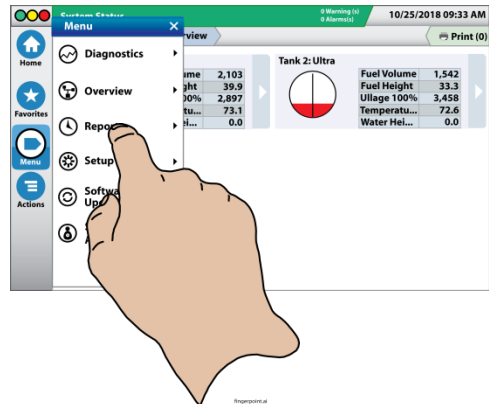 System Status
0 Warning (s)
0 Alarms(s)
10/25/2018 09:33 AM
Menu
X
Print (0)
Home
Diagnostics
Tank 2: Ultra
2,103
39.9
2,897
73.1
0.0
Fuel Volume 1,542
Fuel Height 33.3
Ullage 100% 3,458
Temperatu... 72.6
Water Hei... 0.0
Favorites
Overview
Menu
Setup
Actions
fingerpoint.ai